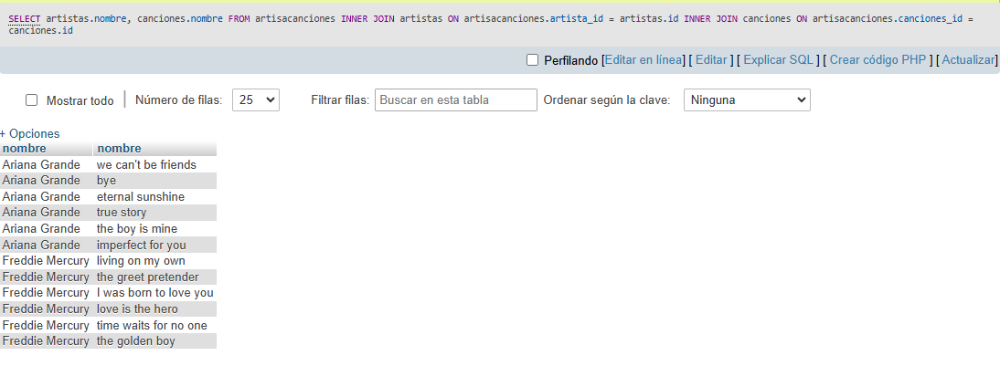 SELECT artistas.nombre, canciones.nombre FROM artisacanciones INNER JOIN artistas ON artisacanciones.artista_id = artistas.id INNER JOIN canciones ON artisacanciones.canciones_id =
canciones.id
Perfilando [Editar en línea] [ Editar ] [ Explicar SQL ] [ Crear código PHP ] [ Actualizar]
Mostrar todo | Número de filas: 25 Filtrar filas: Buscar en esta tabla Ordenar según la clave: Ninguna
+ Opciones
nombre nombre
Ariana Grande we can't be friends
Ariana Grande bye
Ariana Grande eternal sunshine
Ariana Grande true story
Ariana Grande the boy is mine
Ariana Grande imperfect for you
Freddie Mercury living on my own
Freddie Mercury the greet pretender
Freddie Mercury I was born to love you
Freddie Mercury love is the hero
Freddie Mercury time waits for no one
Freddie Mercury the golden boy